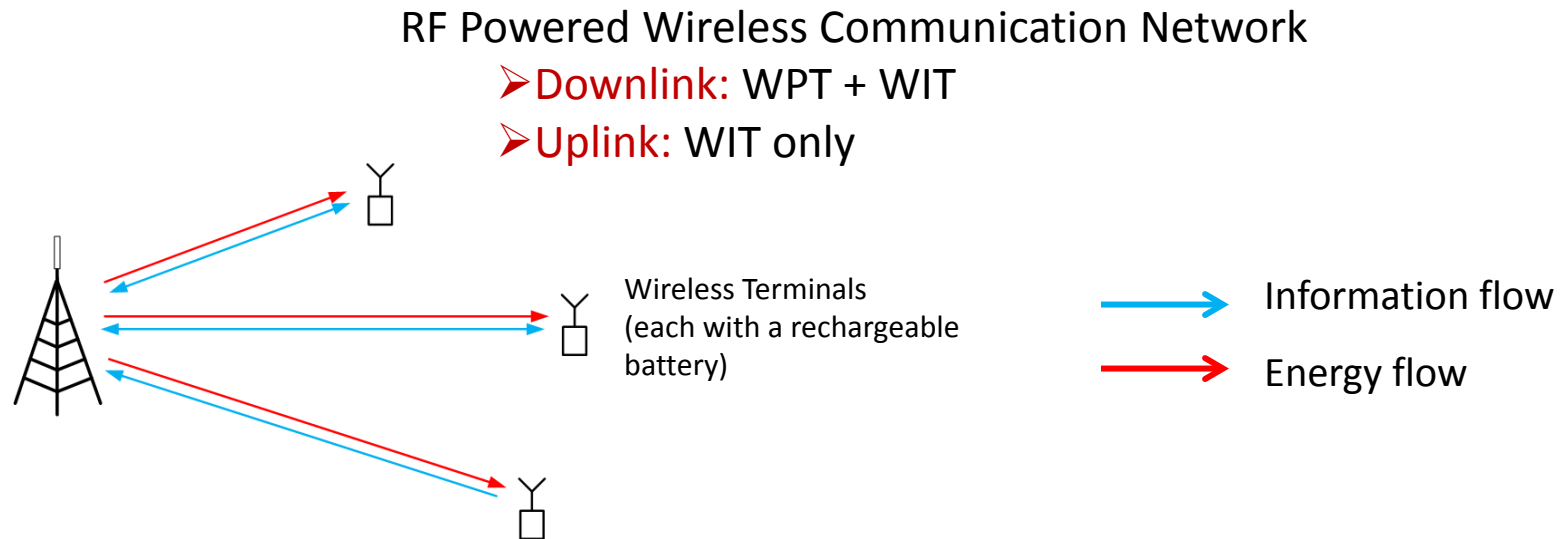 RF Powered Wireless Communication Network
➢Downlink: WPT + WIT
➢Uplink: WIT only
Wireless Terminals
(each with a rechargeable
battery)
Information flow
Energy flow